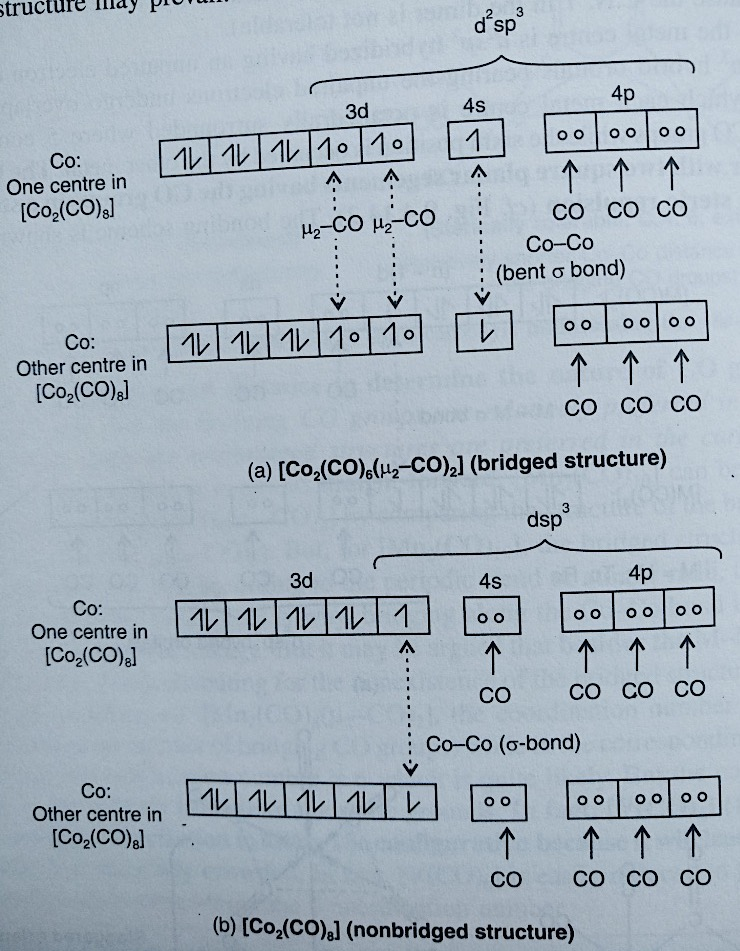 structure may
d²sp³
3d 4s 4p
Co:
One centre in
[Co₂(CO)₈]
μ₂–CO μ₂–CO
CO CO CO
Co–Co
(bent σ bond)
Co:
Other centre in
[Co₂(CO)₈]
CO CO CO
(a) [Co₂(CO)₆(μ₂–CO)₂] (bridged structure)
dsp³
3d 4s 4p
Co:
One centre in
[Co₂(CO)₈]
CO CO CO CO
Co–Co (σ-bond)
Co:
Other centre in
[Co₂(CO)₈]
CO CO CO CO
(b) [Co₂(CO)₈] (nonbridged structure)